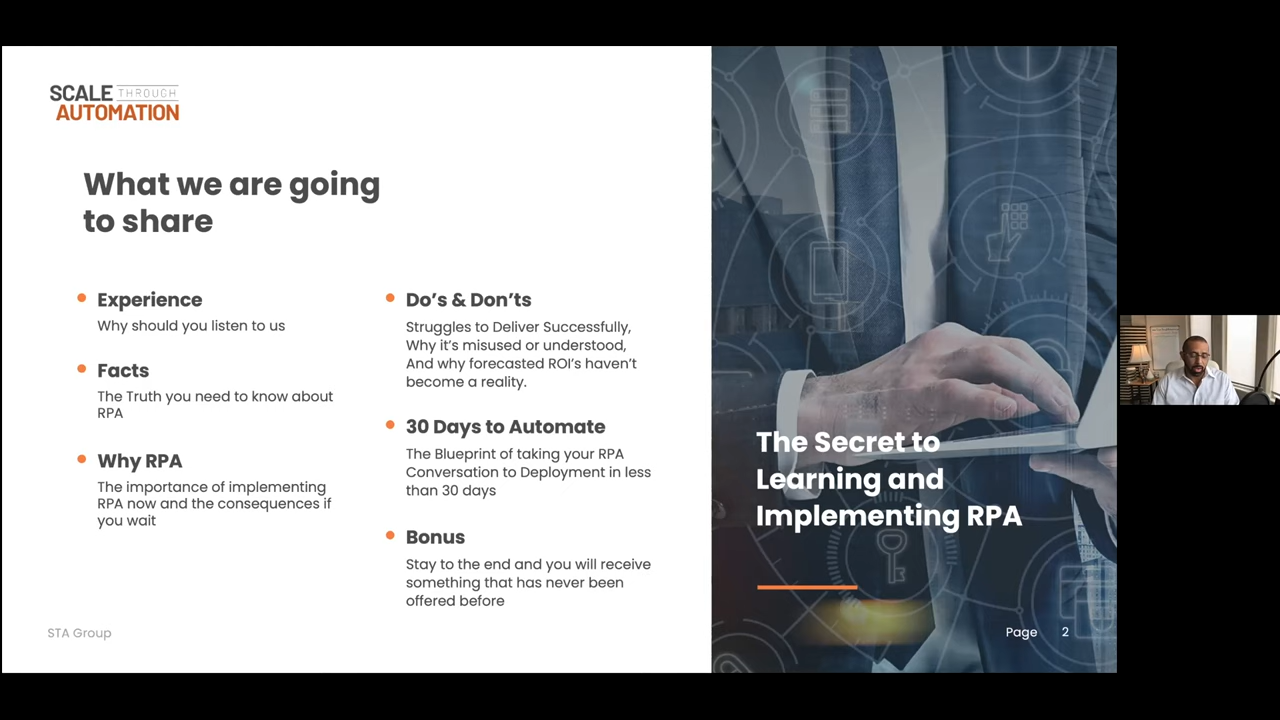 SCALE THROUGH
AUTOMATION
What we are going
to share
Experience
Why should you listen to us
Facts
The Truth you need to know about
RPA
Why RPA
The importance of implementing
RPA now and the consequences if
you wait
Do’s & Don’ts
Struggles to Deliver Successfully,
Why it’s misused or understood,
And why forecasted ROI’s haven’t
become a reality.
30 Days to Automate
The Blueprint of taking your RPA
Conversation to Deployment in less
than 30 days
Bonus
Stay to the end and you will receive
something that has never been
offered before
STA Group
The Secret to
Learning and
Implementing RPA
Page 2